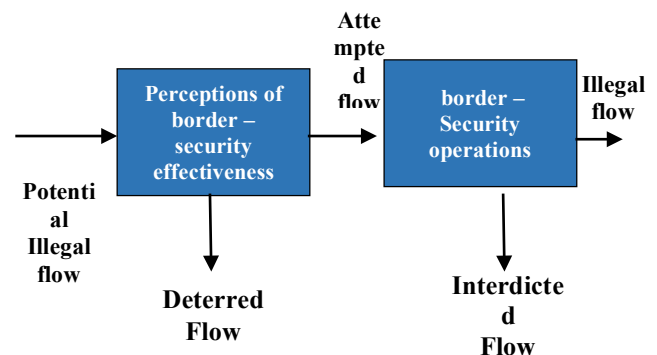 Atte
mpte
d
flow
Perceptions of
border –
security
effectiveness
border –
Security
operations
Illegal
flow
Potenti
al
Illegal
flow
Deterred
Flow
Interdicte
d
Flow